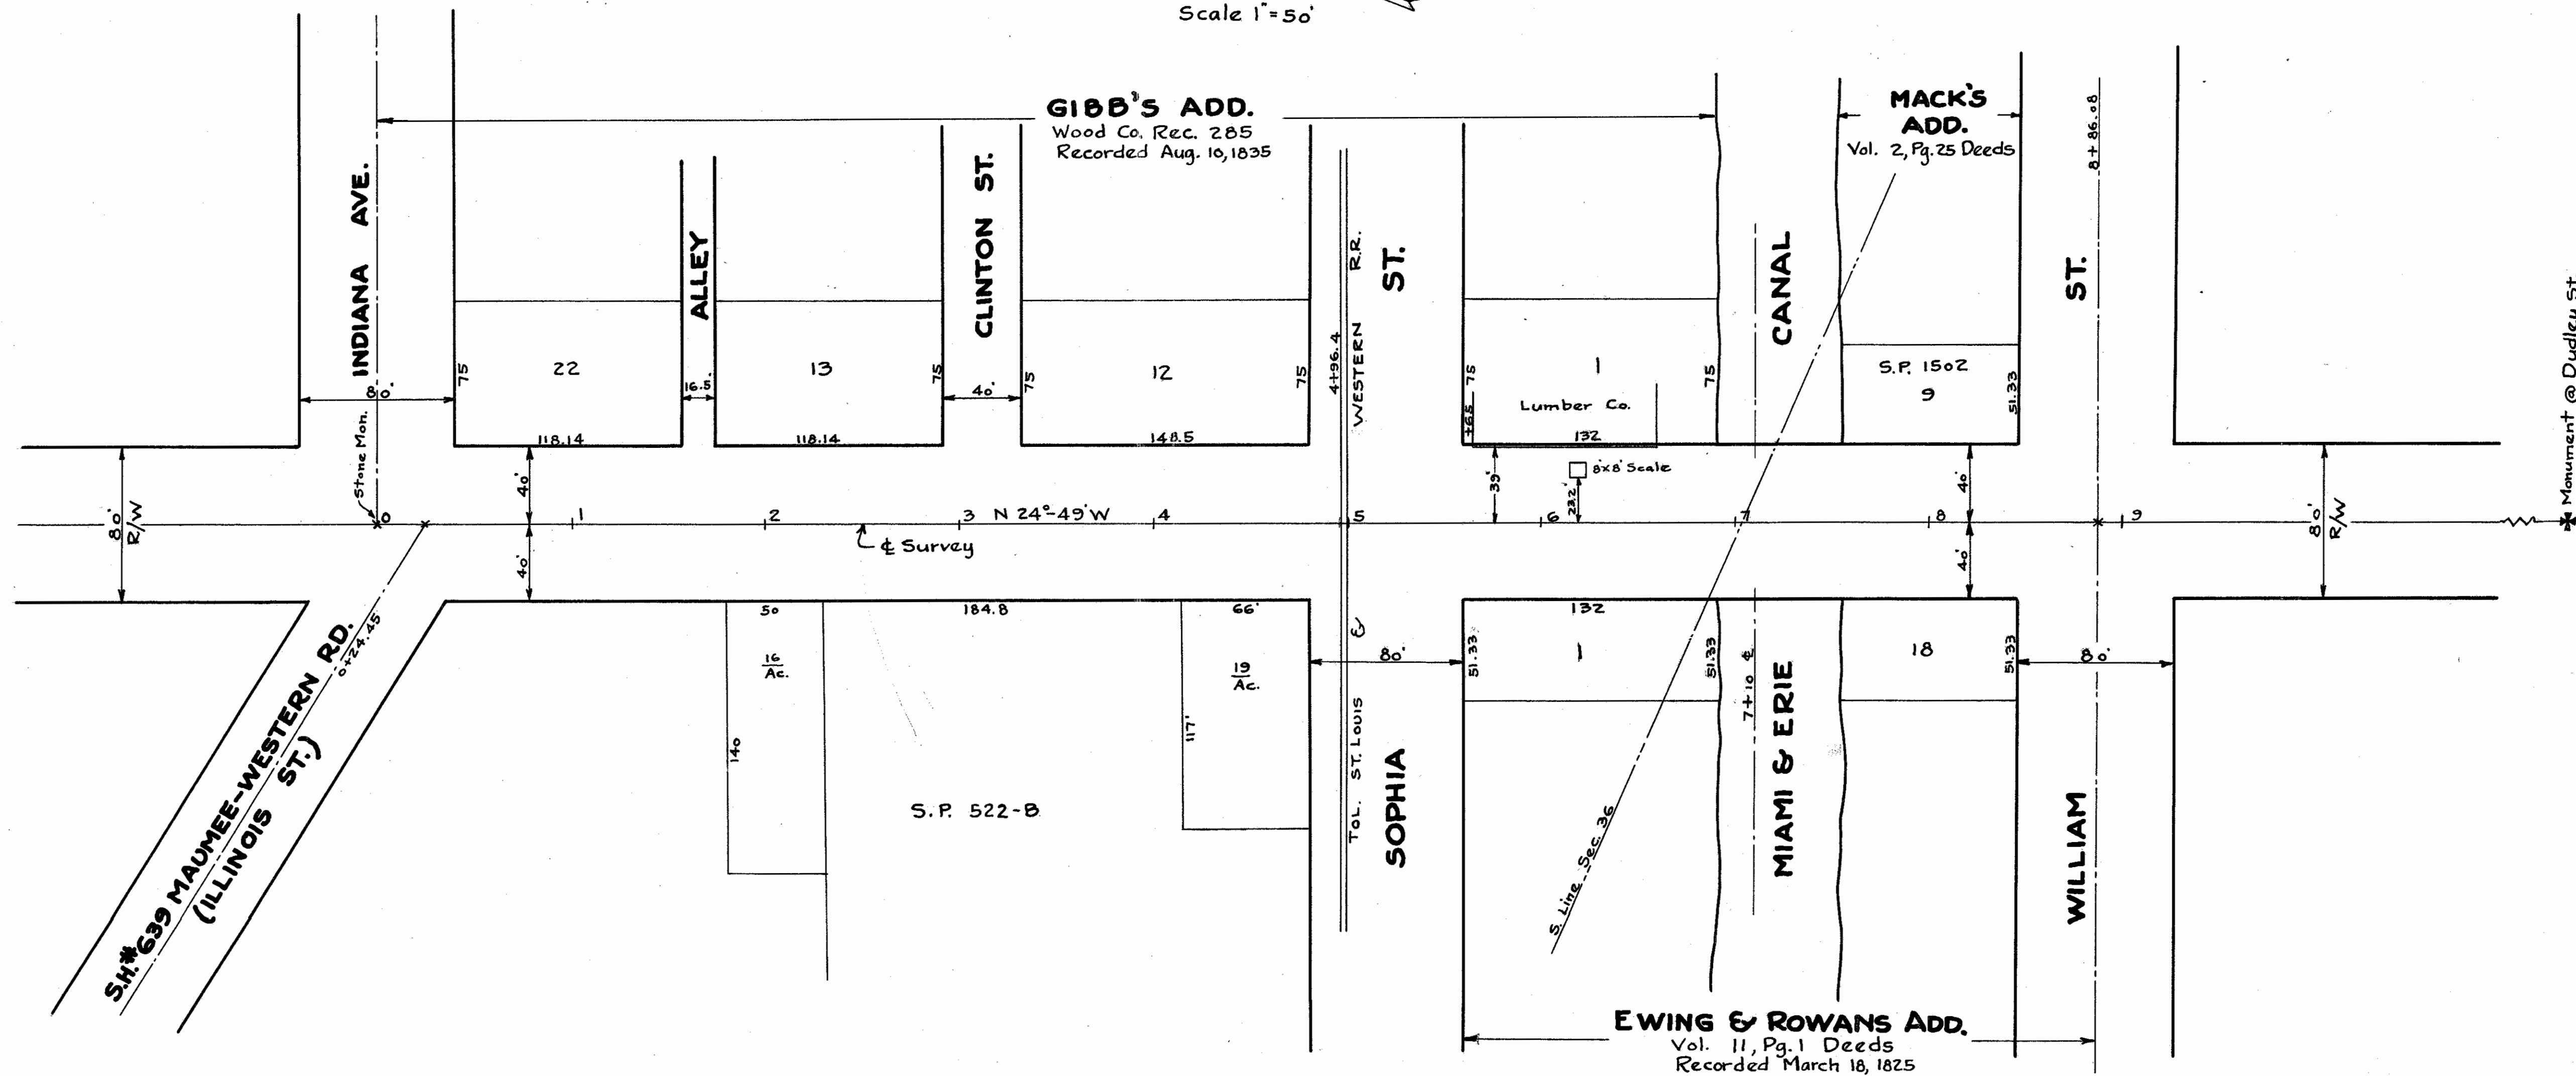 Scale 1"=50'
GIBB'S ADD.
Wood Co. Rec. 285
Recorded Aug. 10, 1835
MACK'S
ADD.
Vol. 2, Pg. 25 Deeds
8+86.08
INDIANA AVE.
ALLEY
CLINTON ST.
4+96.4
WESTERN R.R.
ST.
CANAL
ST.
Monument @ Dudley St.
80'
Stone Mon.
75
22
118.14
16.5'
13
118.14
75
40'
75
12
148.5
75
75
+6.5
1
Lumber Co.
132
75
S.P. 1502
9
51.33
80'
R/W
40'
39'
8'x8' Scale
23.2'
40'
80'
R/W
0 1 2 3 N 24°-49'W 4 5 6 7 8 9
℄ Survey
40'
40'
S.H.#639 MAUMEE-WESTERN RD.
(ILLINOIS ST.)
0+24.45
50
16
Ac.
140
184.8
S.P. 522-B
66'
19
Ac.
117'
TOL. ST. LOUIS &
80'
SOPHIA
132
51.33
1
51.33
7+10 ℄
MIAMI & ERIE
S. Line - Sec. 36
18
51.33
80'
WILLIAM
EWING & ROWANS ADD.
Vol. 11, Pg. 1 Deeds
Recorded March 18, 1825